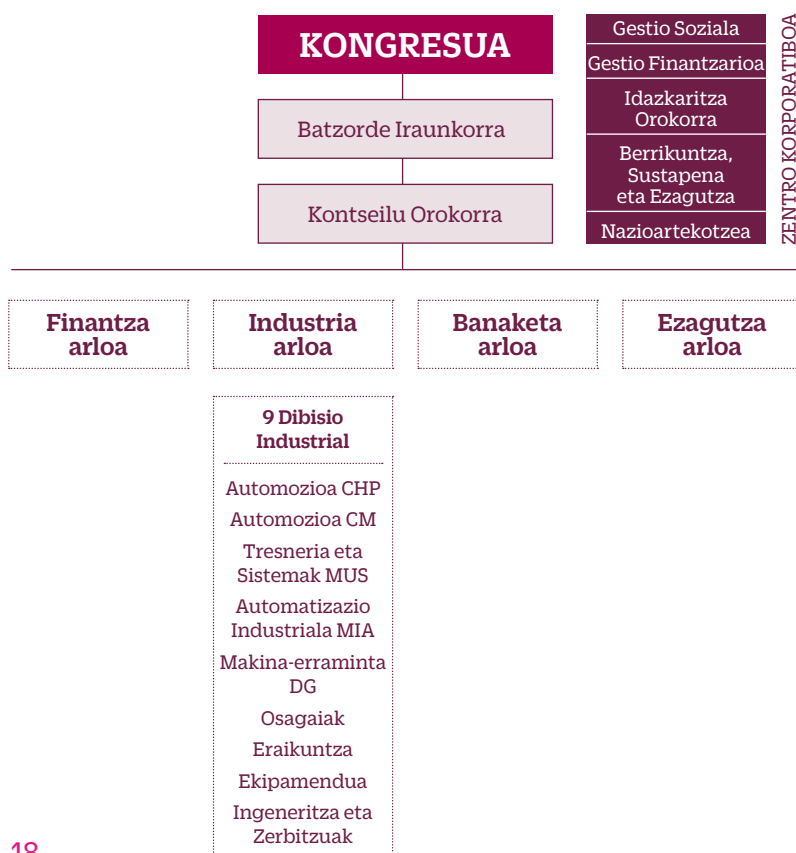 KONGRESUA
Batzorde Iraunkorra
Kontseilu Orokorra
Gestio Soziala
Gestio Finantzarioa
Idazkaritza
Orokorra
Berrikuntza,
Sustapena
eta Ezagutza
Nazioartekotzea
ZENTRO KORPORATIBOA
Finantza
arloa
Industria
arloa
Banaketa
arloa
Ezagutza
arloa
9 Dibisio
Industrial
Automozioa CHP
Automozioa CM
Tresneria eta
Sistemak MUS
Automatizazio
Industriala MIA
Makina-erraminta
DG
Osagaiak
Eraikuntza
Ekipamendua
Ingeneritza eta
Zerbitzuak
18